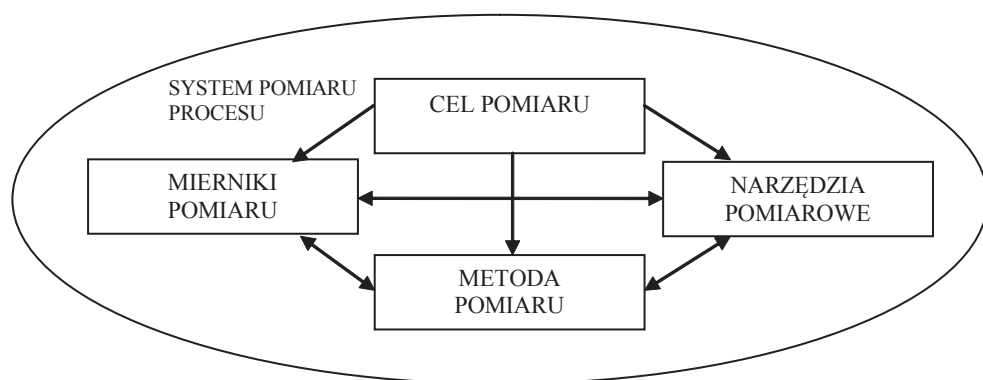 SYSTEM POMIARU
PROCESU
CEL POMIARU
MIERNIKI
POMIARU
NARZĘDZIA
POMIAROWE
METODA
POMIARU